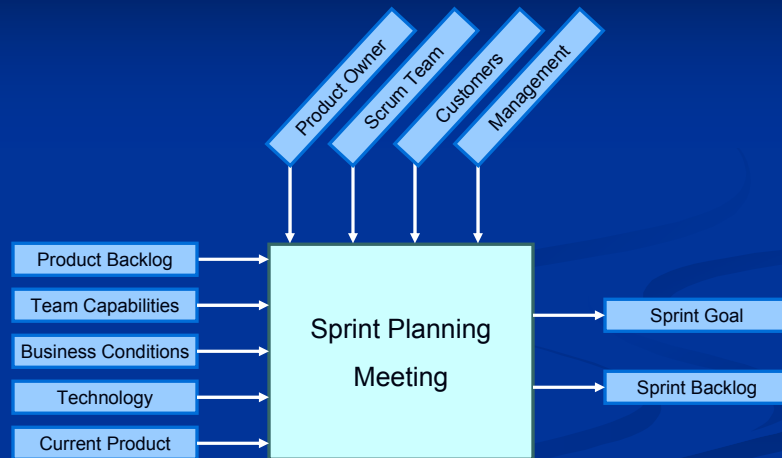 Product Owner
Scrum Team
Customers
Management
Product Backlog
Team Capabilities
Business Conditions
Technology
Current Product
Sprint Planning
Meeting
Sprint Goal
Sprint Backlog